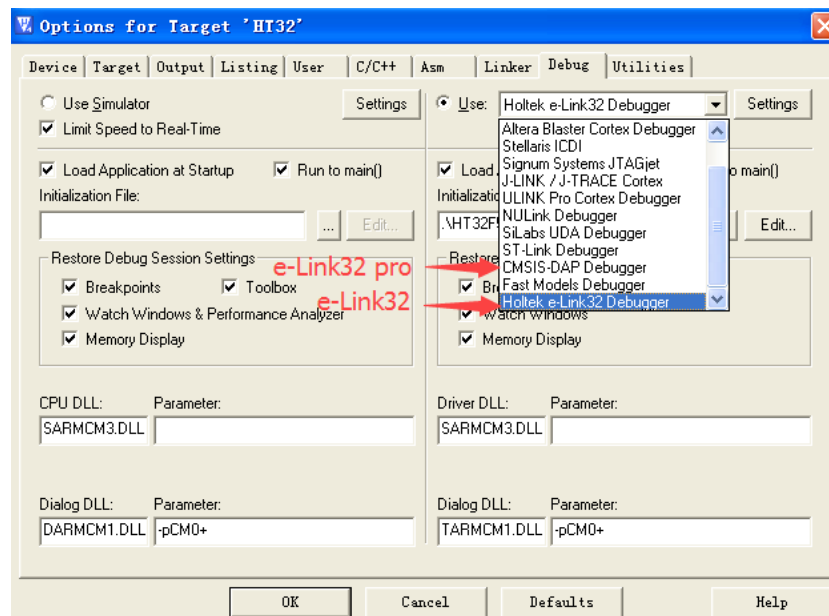 Options for Target 'HT32'
Device Target Output Listing User C/C++ Asm Linker Debug Utilities
Use Simulator Settings
Limit Speed to Real-Time
Use: Holtek e-Link32 Debugger Settings
Altera Blaster Cortex Debugger
Stellaris ICDI
Signum Systems JTAGjet
J-LINK / J-TRACE Cortex
ULINK Pro Cortex Debugger
NULink Debugger
SiLabs UDA Debugger
ST-Link Debugger
CMSIS-DAP Debugger
Fast Models Debugger
Holtek e-Link32 Debugger
Load Application at Startup Run to main()
Load main()
Initialization File:
... Edit...
.\HT32F Edit...
e-Link32 pro
e-Link32
Restore Debug Session Settings
Breakpoints Toolbox
Watch Windows & Performance Analyzer
Memory Display
Watch Windows
Memory Display
CPU DLL: Parameter:
SARMCM3.DLL
Driver DLL: Parameter:
SARMCM3.DLL
Dialog DLL: Parameter:
DARMCM1.DLL -pCM0+
Dialog DLL: Parameter:
TARMCM1.DLL -pCM0+
OK Cancel Defaults Help